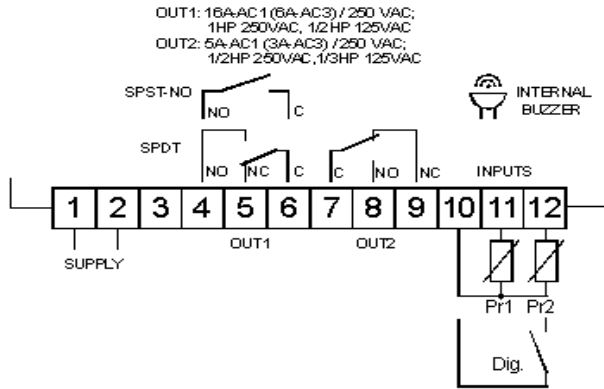 OUT1: 16A-AC1 (6A-AC3) / 250 VAC;
1HP 250VAC, 1/2HP 125VAC
OUT2: 5A-AC1 (3A-AC3) / 250 VAC;
1/2HP 250VAC, 1/3HP 125VAC
SPST-NO
NO C
INTERNAL
BUZZER
SPDT
NO NC C C NO NC
INPUTS
1 2 3 4 5 6 7 8 9 10 11 12
SUPPLY
OUT1 OUT2
Pr1 Pr2
Dig.